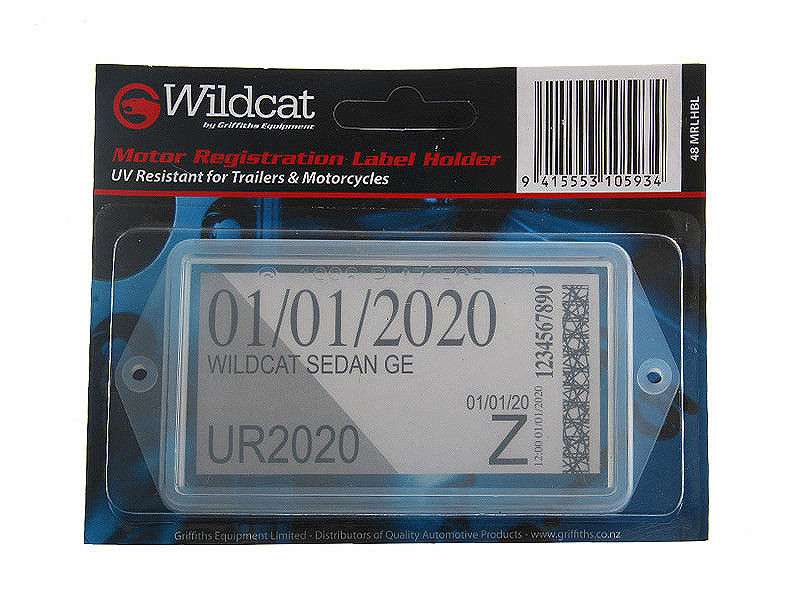 Wildcat
by Griffiths Equipment
Motor Registration Label Holder
UV Resistant for Trailers & Motorcycles
9 415553 105934
48 MRLHBL
01/01/2020
WILDCAT SEDAN GE
UR2020
01/01/20
Z
12:00 01/01/2020
1234567890
Griffiths Equipment Limited - Distributors of Quality Automotive Products - www.griffiths.co.nz